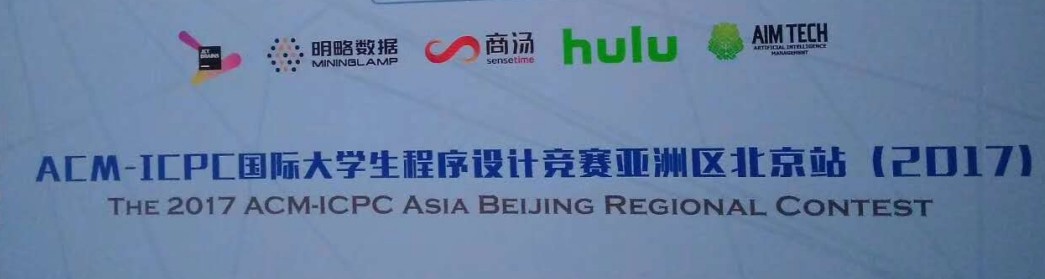 JET BRAINS
明略数据 MININGLAMP
商汤 sensetime
hulu
AIM TECH
ARTIFICIAL INTELLIGENCE MANAGEMENT
ACM-ICPC国际大学生程序设计竞赛亚洲区北京站（2017）
THE 2017 ACM-ICPC ASIA BEIJING REGIONAL CONTEST